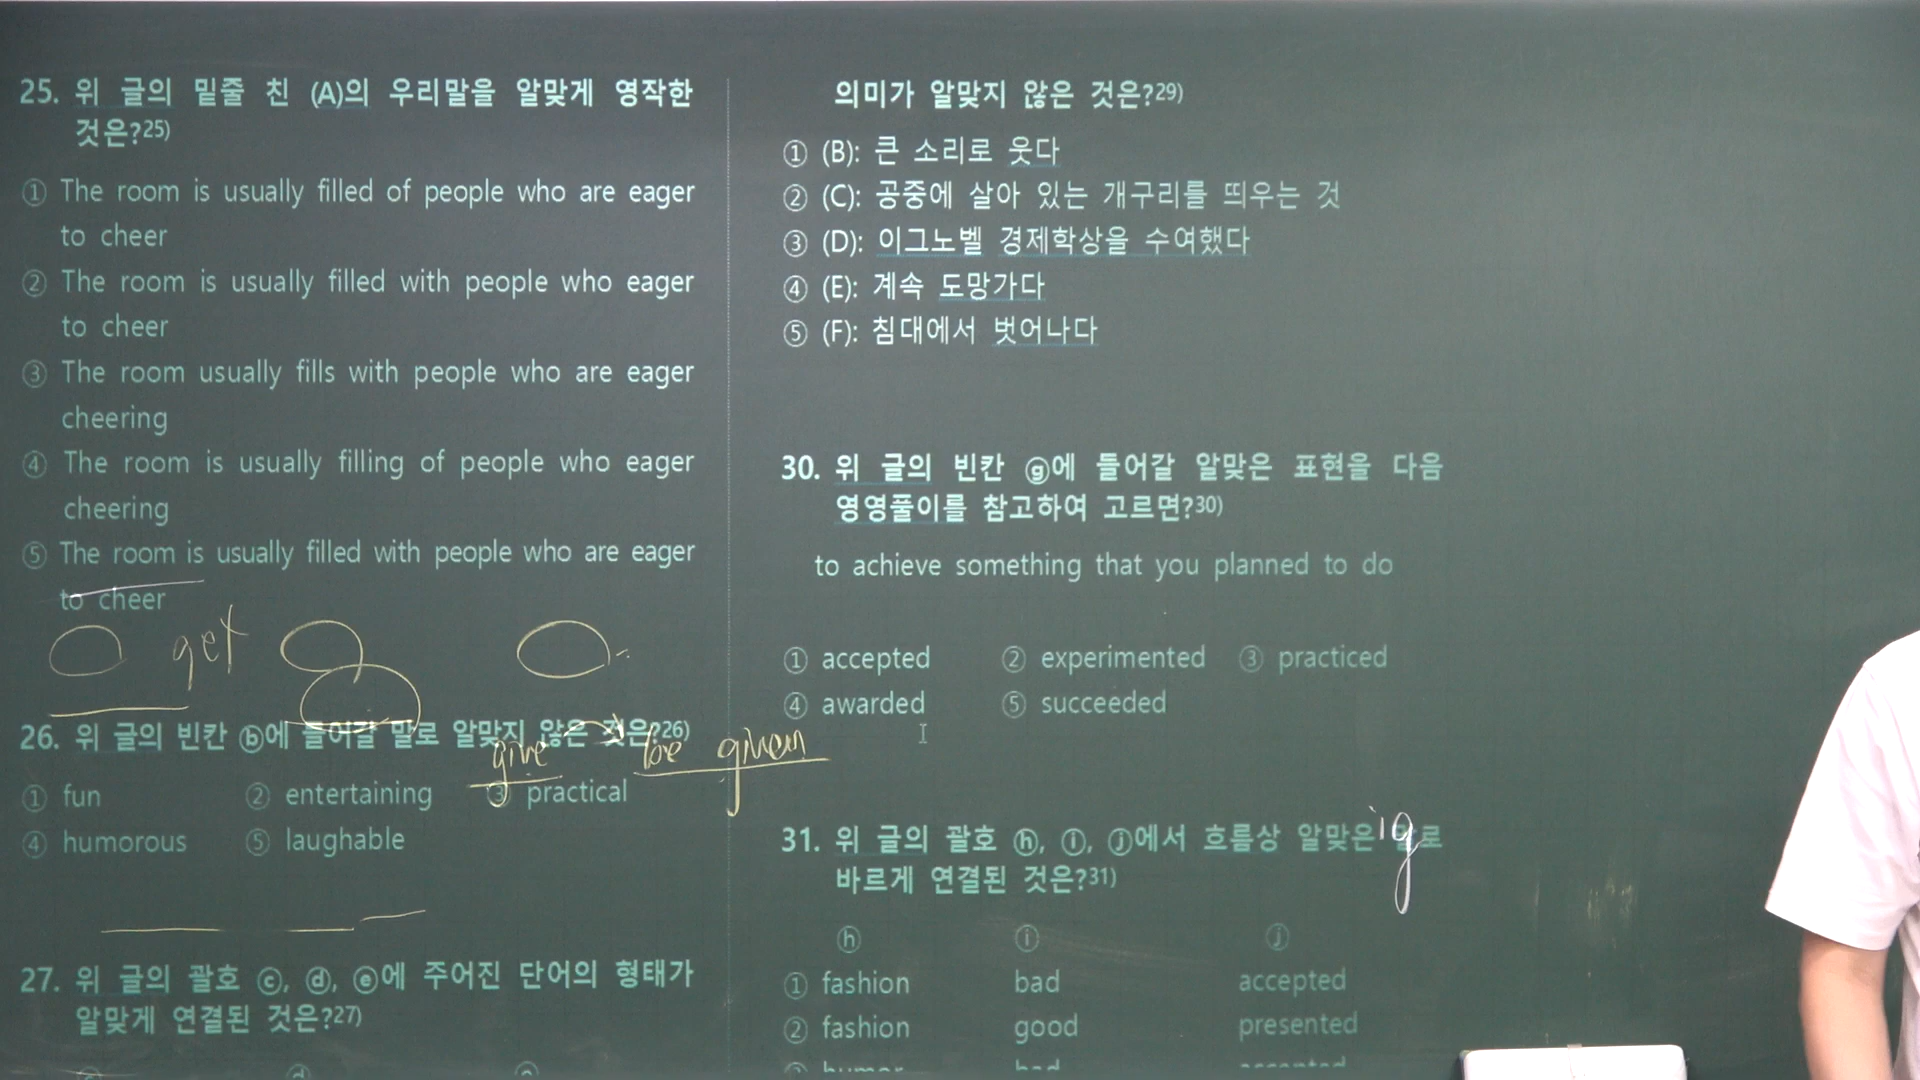 25. 위 글의 밑줄 친 (A)의 우리말을 알맞게 영작한
것은?25)
① The room is usually filled of people who are eager
to cheer
② The room is usually filled with people who eager
to cheer
③ The room usually fills with people who are eager
cheering
④ The room is usually filling of people who eager
cheering
⑤ The room is usually filled with people who are eager
to cheer
get
26. 위 글의 빈칸 ⓑ에 들어갈 말로 알맞지 않은 것은?26)
give be given
① fun ② entertaining ③ practical
④ humorous ⑤ laughable
27. 위 글의 괄호 ⓒ, ⓓ, ⓔ에 주어진 단어의 형태가
알맞게 연결된 것은?27)
ⓒ ⓓ ⓔ
의미가 알맞지 않은 것은?29)
① (B): 큰 소리로 웃다
② (C): 공중에 살아 있는 개구리를 띄우는 것
③ (D): 이그노벨 경제학상을 수여했다
④ (E): 계속 도망가다
⑤ (F): 침대에서 벗어나다
30. 위 글의 빈칸 ⓖ에 들어갈 알맞은 표현을 다음
영영풀이를 참고하여 고르면?30)
to achieve something that you planned to do
① accepted ② experimented ③ practiced
④ awarded ⑤ succeeded
ig
31. 위 글의 괄호 ⓗ, ⓘ, ⓙ에서 흐름상 알맞은 말로
바르게 연결된 것은?31)
ⓗ ⓘ ⓙ
① fashion bad accepted
② fashion good presented
③ humor bad accepted